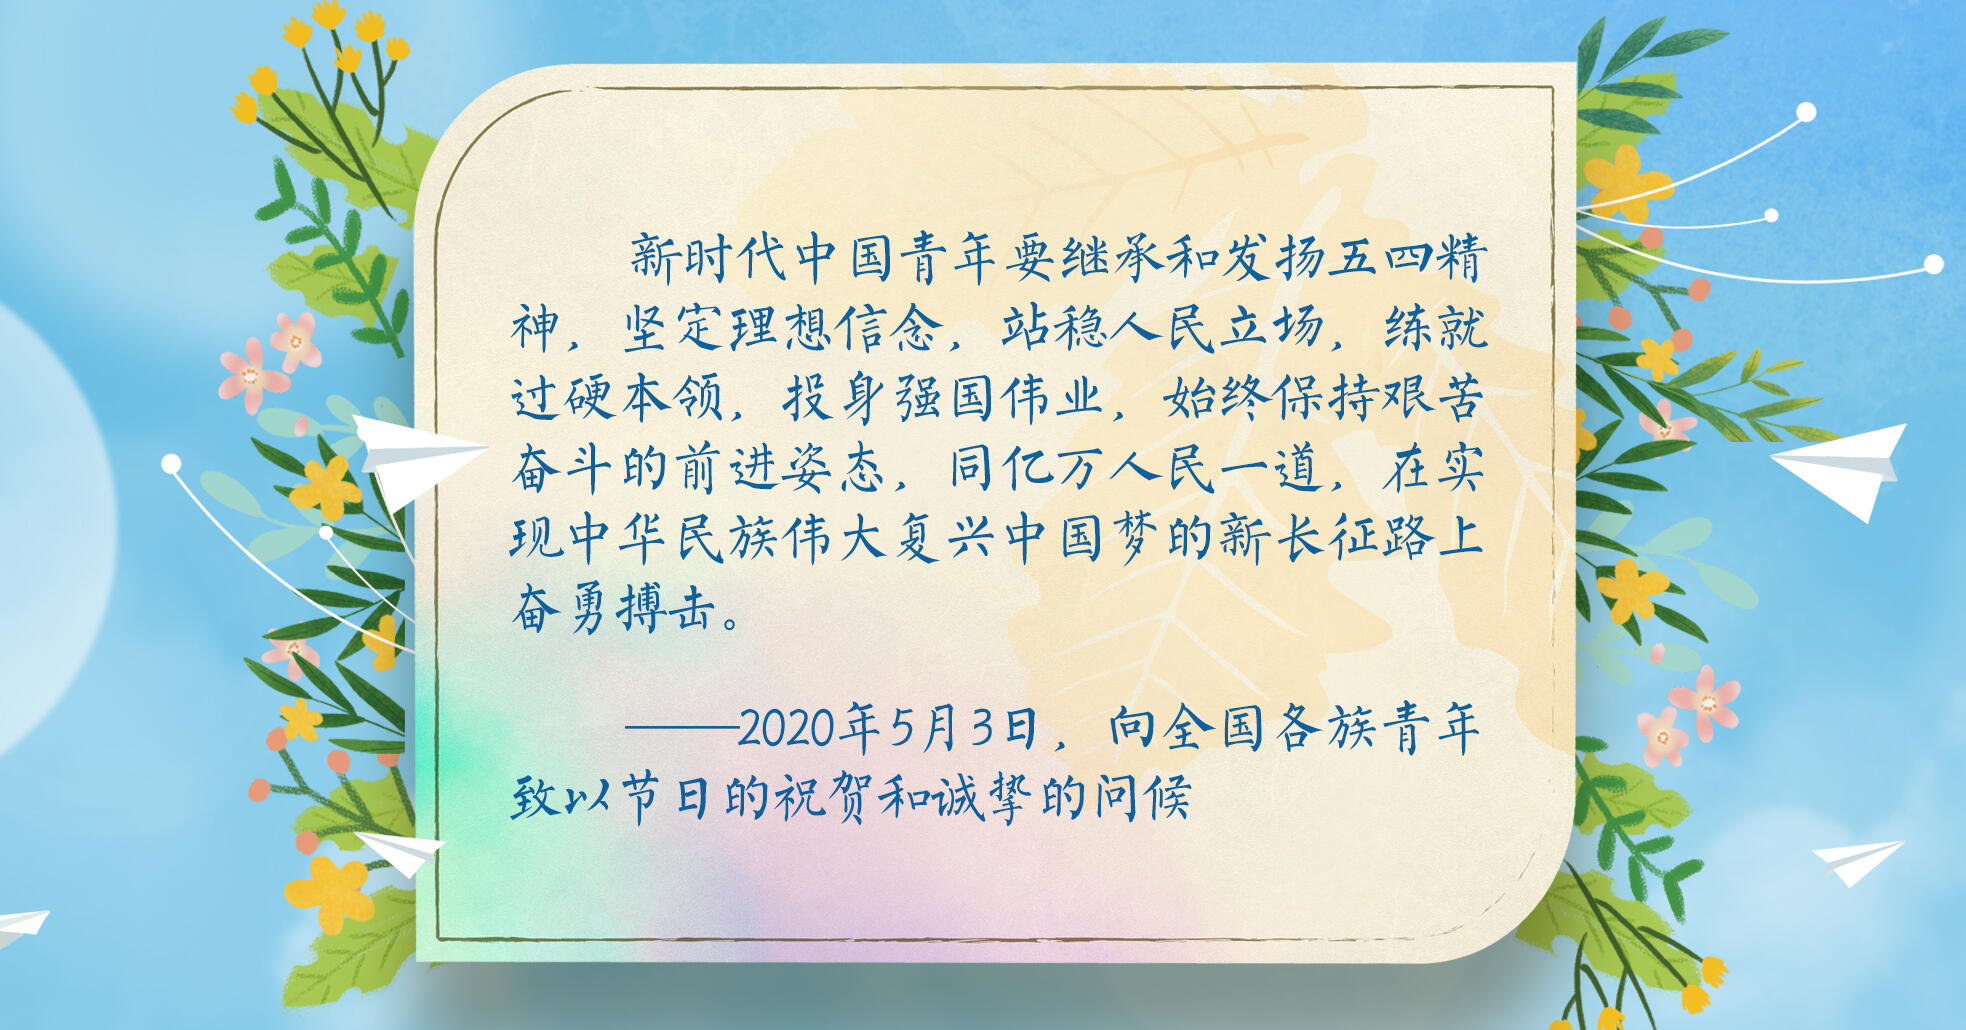 新时代中国青年要继承和发扬五四精
神，坚定理想信念，站稳人民立场，练就
过硬本领，投身强国伟业，始终保持艰苦
奋斗的前进姿态，同亿万人民一道，在实
现中华民族伟大复兴中国梦的新长征路上
奋勇搏击。
——2020年5月3日，向全国各族青年
致以节日的祝贺和诚挚的问候